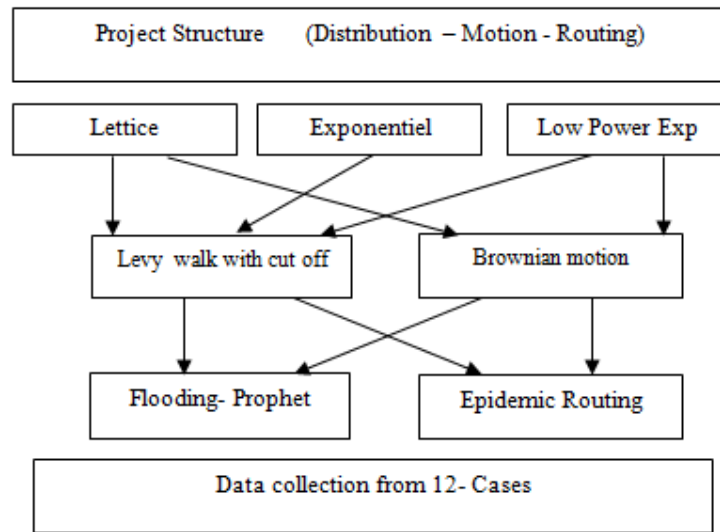 Project Structure (Distribution – Motion - Routing)
Lettice
Exponentiel
Low Power Exp
Levy walk with cut off
Brownian motion
Flooding- Prophet
Epidemic Routing
Data collection from 12- Cases